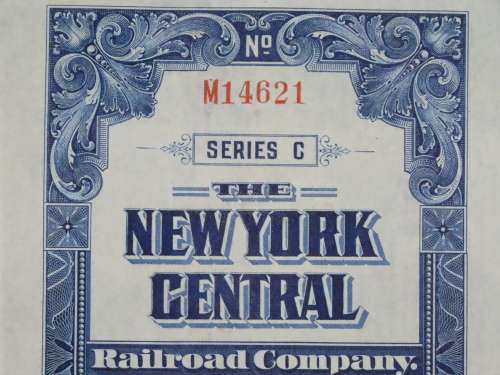 Nº
M14621
SERIES C
THE
NEW YORK
CENTRAL
Railroad Company.